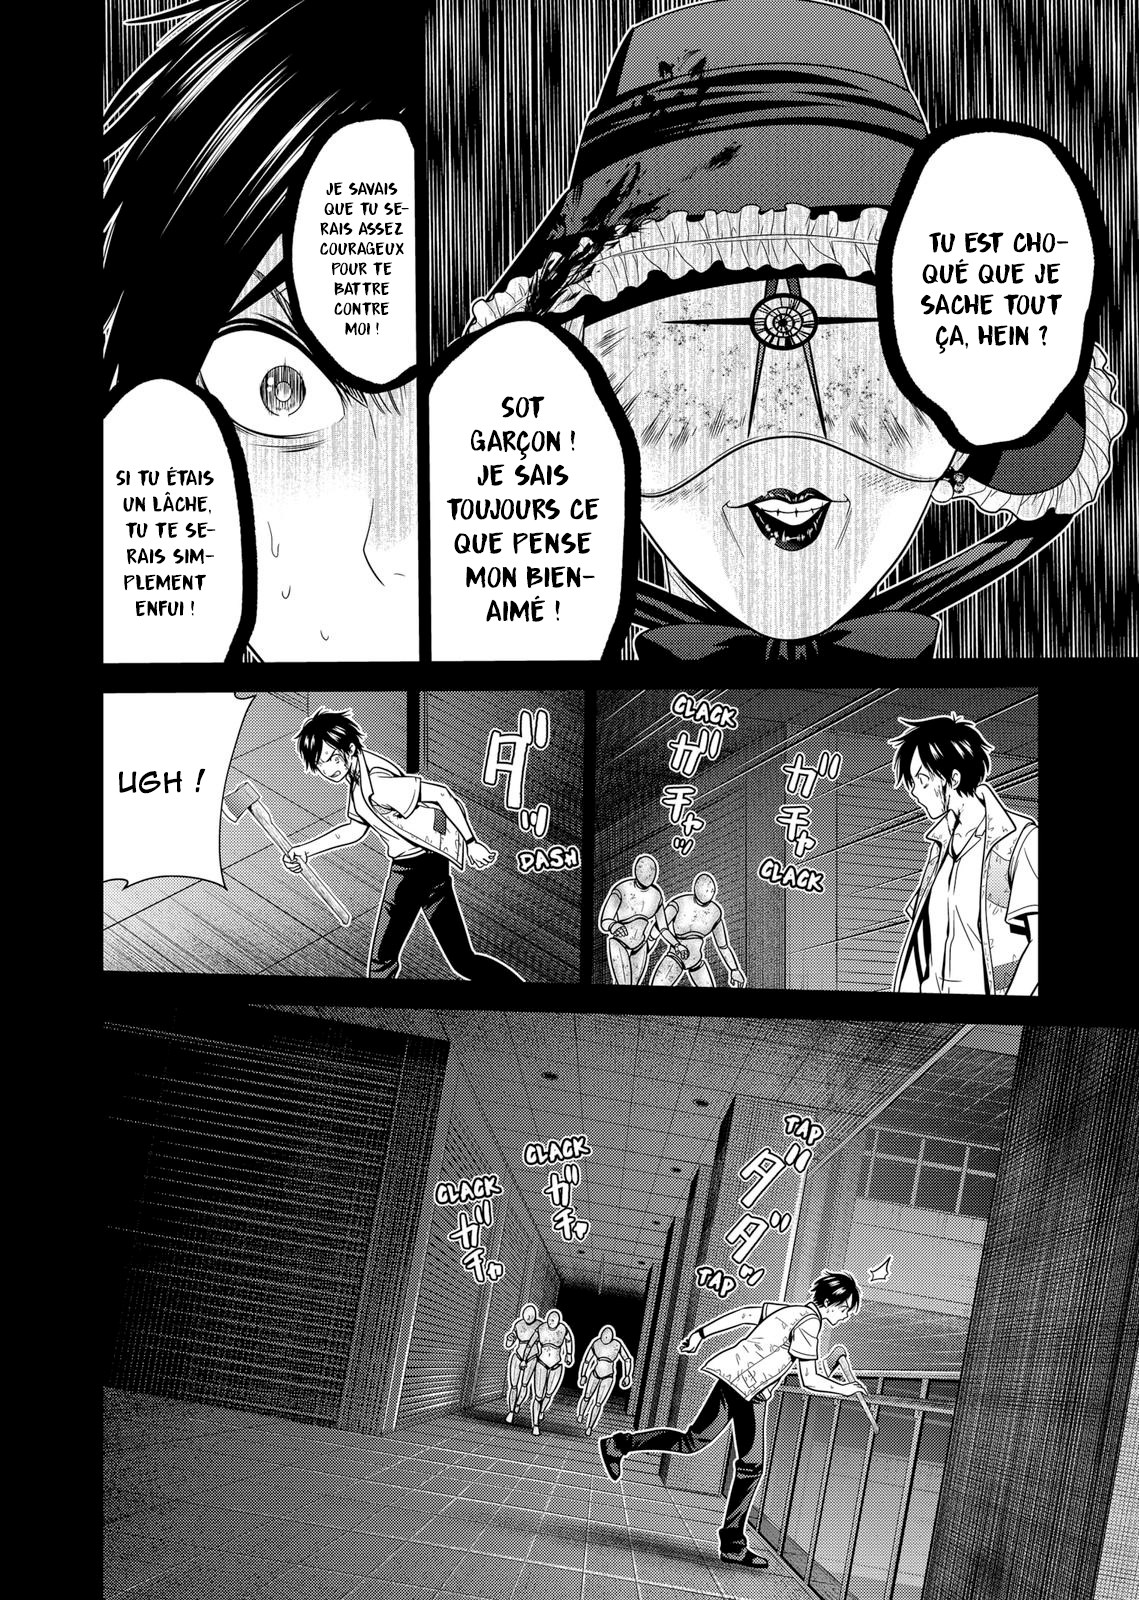 TU EST CHO-
QUÉ QUE JE
SACHE TOUT
ÇA, HEIN ?
SOT
GARÇON !
JE SAIS
TOUJOURS CE
QUE PENSE
MON BIEN-
AIMÉ !
JE SAVAIS
QUE TU SE-
RAIS ASSEZ
COURAGEUX
POUR TE
BATTRE
CONTRE
MOI !
SI TU ÉTAIS
UN LÂCHE,
TU TE SE-
RAIS SIM-
PLEMENT
ENFUI !
CLACK
ガチャッ
ガチャ
CLACK
ダッ
DASH
UGH !
TAP
ダダダ
TAP
CLACK
ガチャ
CLACK
ガチャ